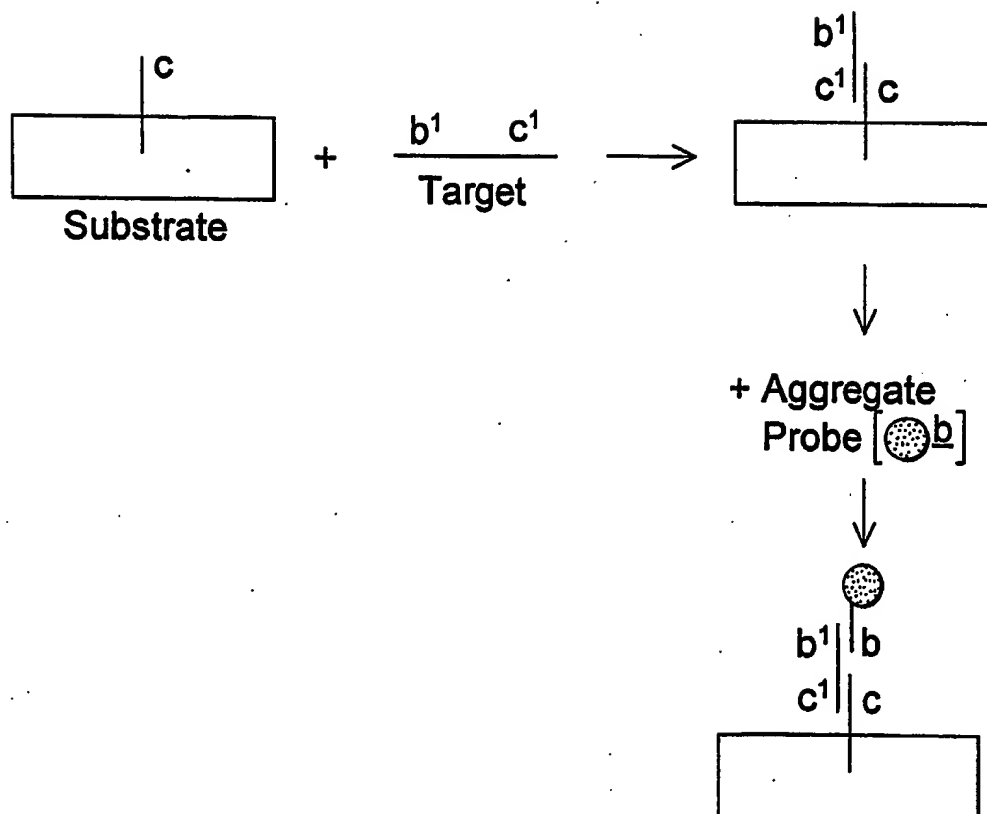 c
Substrate
+
b¹ c¹
Target
b¹
c¹ c
+ Aggregate
Probe [b]
b¹ b
c¹ c